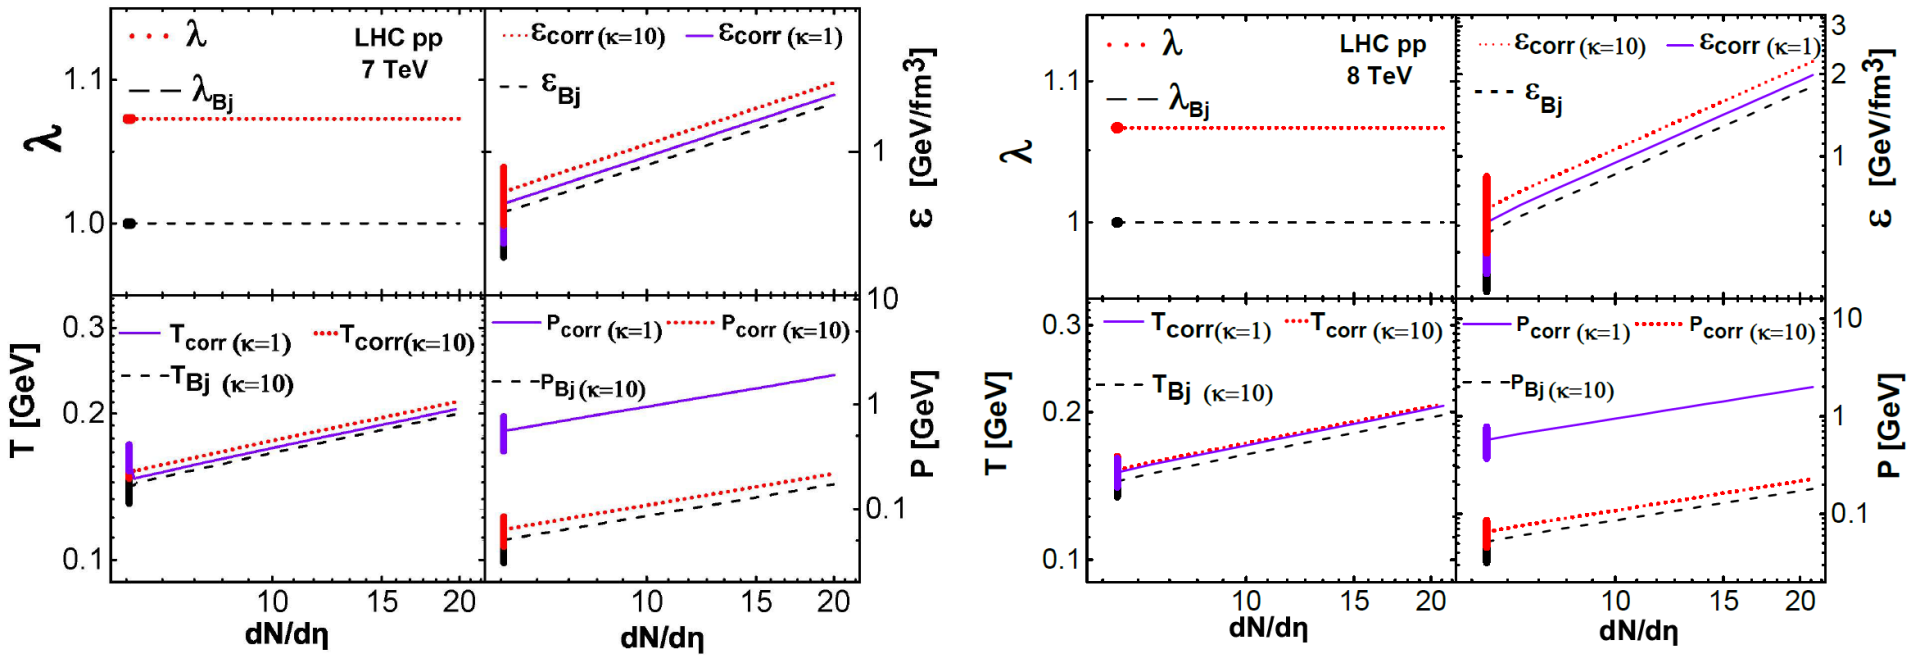 λ
LHC pp
7 TeV
λBj
1.1
1.0
λ
εcorr (κ=10)
εcorr (κ=1)
εBj
1
ε [GeV/fm³]
0.3
0.2
0.1
T [GeV]
Tcorr (κ=1)
Tcorr(κ=10)
TBj (κ=10)
10
15
20
dN/dη
Pcorr (κ=1)
Pcorr (κ=10)
PBj (κ=10)
10
1
0.1
P [GeV]
10
15
20
dN/dη
λ
LHC pp
8 TeV
λBj
1.1
1
λ
εcorr (κ=10)
εcorr (κ=1)
εBj
3
2
1
ε [GeV/fm³]
0.3
0.2
0.1
T [GeV]
Tcorr(κ=1)
Tcorr (κ=10)
TBj (κ=10)
10
15
20
dN/dη
Pcorr (κ=1)
Pcorr (κ=10)
PBj (κ=10)
10
1
0.1
P [GeV]
10
15
20
dN/dη